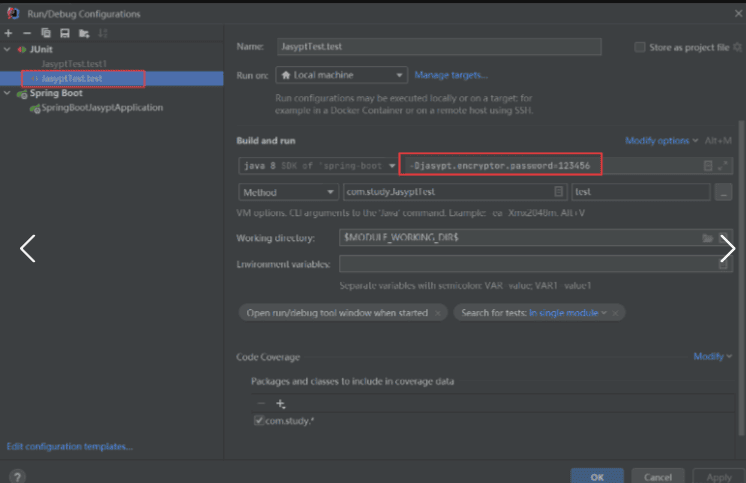 Run/Debug Configurations
JUnit
JasyptTest.test1
JasyptTest.test
Spring Boot
SpringBootJasyptApplication
Edit configuration templates...
Name: JasyptTest.test
Store as project file
Run on: Local machine Manage targets...
Run configurations may be executed locally or on a target: for
example in a Docker Container or on a remote host using SSH.
Build and run
Modify options Alt+M
java 8 SDK of 'spring-boot -Djasypt.encryptor.password=123456
Method com.study.JasyptTest test ...
VM options. CLI arguments to the 'Java' command. Example: -ea -Xmx2048m. Alt+V
Working directory: $MODULE_WORKING_DIR$
Environment variables:
Separate variables with semicolon: VAR=value; VAR1=value1
Open run/debug tool window when started × Search for tests: In single module ×
Code Coverage
Modify
Packages and classes to include in coverage data
com.study.*
? OK Cancel Apply